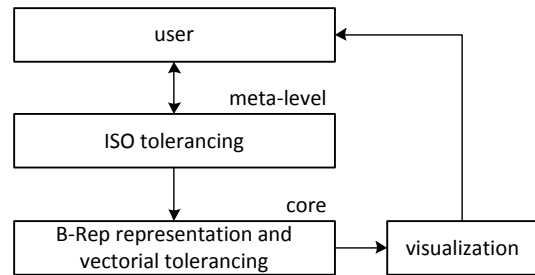 user
meta-level
ISO tolerancing
core
B-Rep representation and
vectorial tolerancing
visualization